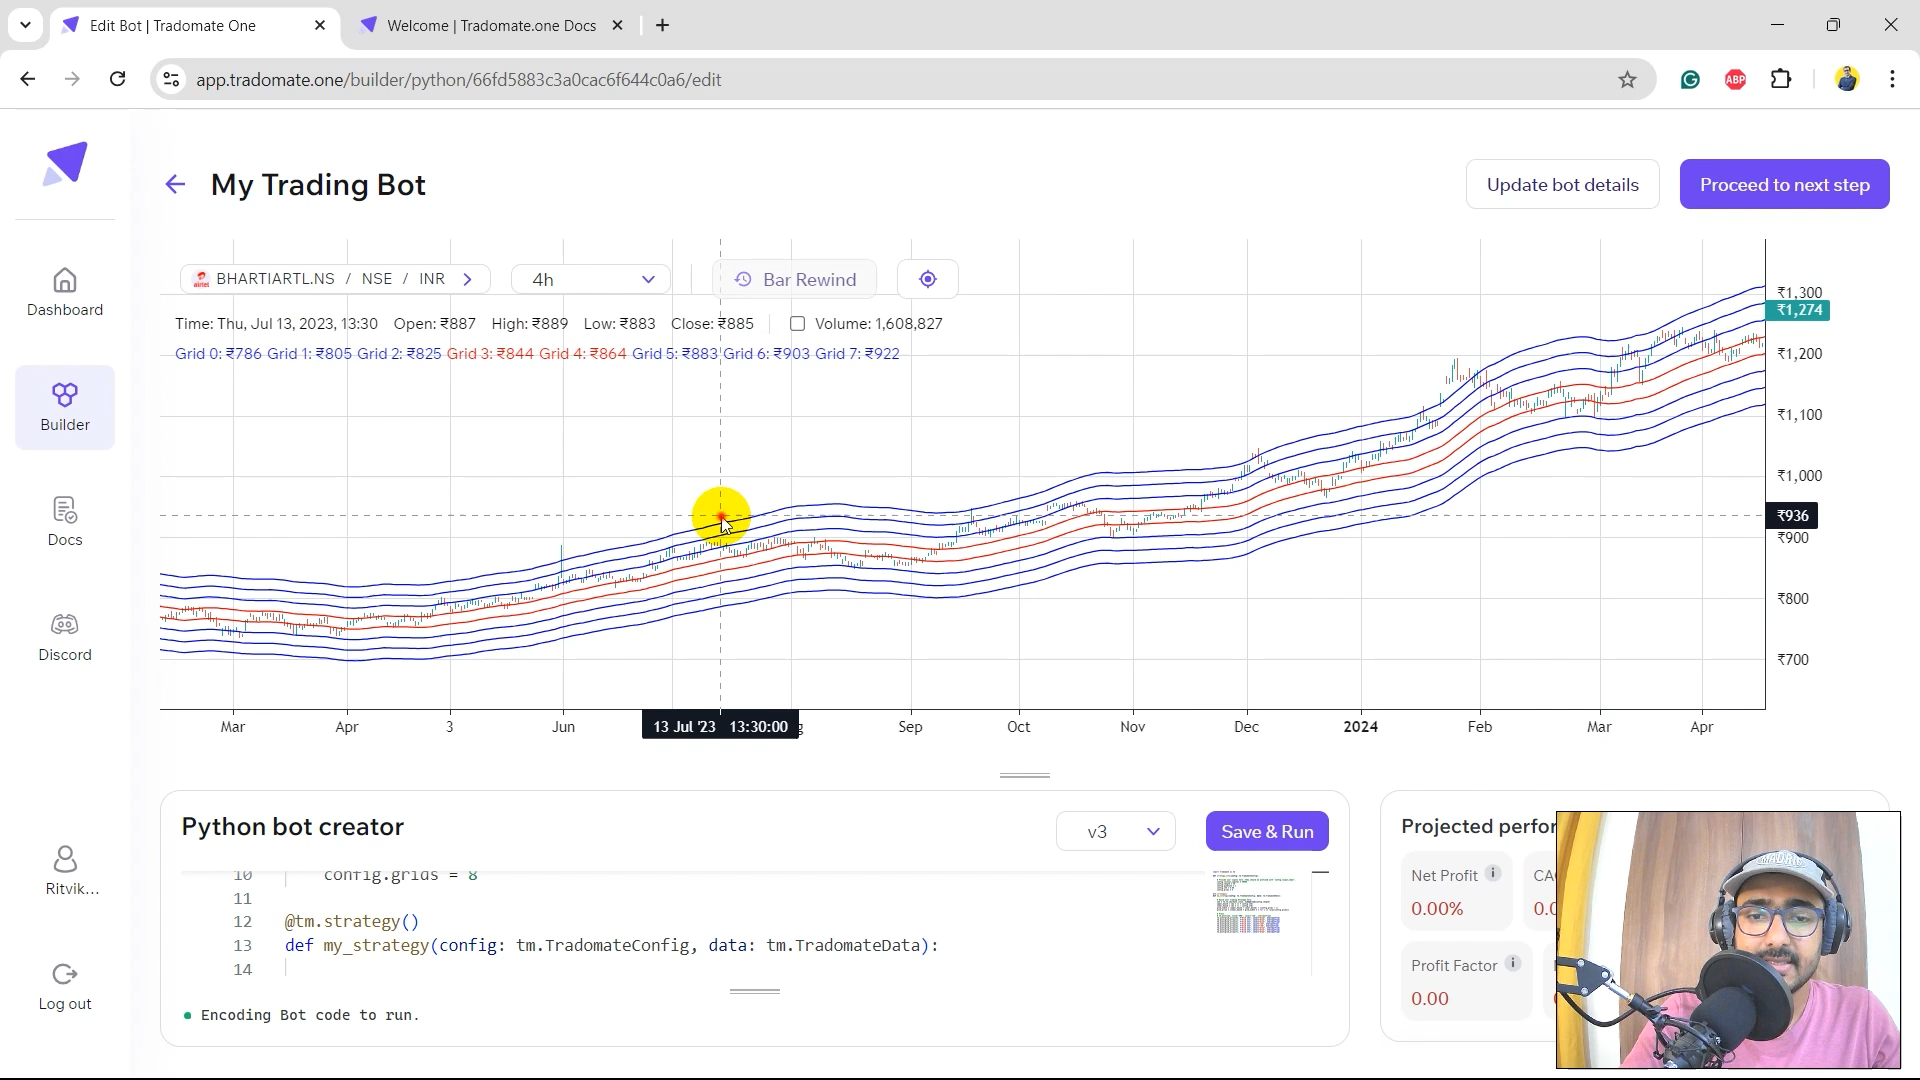 Edit Bot | Tradomate One
Welcome | Tradomate.one Docs
app.tradomate.one/builder/python/66fd5883c3a0cac6f644c0a6/edit
ABP
My Trading Bot
Update bot details
Proceed to next step
Dashboard
Builder
Docs
Discord
Ritvik...
Log out
airtel
BHARTIARTL.NS / NSE / INR
4h
Bar Rewind
Time: Thu, Jul 13, 2023, 13:30 Open: ₹887 High: ₹889 Low: ₹883 Close: ₹885 Volume: 1,608,827
Grid 0: ₹786 Grid 1: ₹805 Grid 2: ₹825 Grid 3: ₹844 Grid 4: ₹864 Grid 5: ₹883 Grid 6: ₹903 Grid 7: ₹922
₹1,300
₹1,274
₹1,200
₹1,100
₹1,000
₹936
₹900
₹800
₹700
Mar Apr 3 Jun 13 Jul '23 13:30:00 Sep Oct Nov Dec 2024 Feb Mar Apr
Python bot creator
v3
Save & Run
10 config.grids = 8
11
12 @tm.strategy()
13 def my_strategy(config: tm.TradomateConfig, data: tm.TradomateData):
14
Encoding Bot code to run.
Projected perfor
Net Profit
0.00%
CA
0.0
Profit Factor
0.00